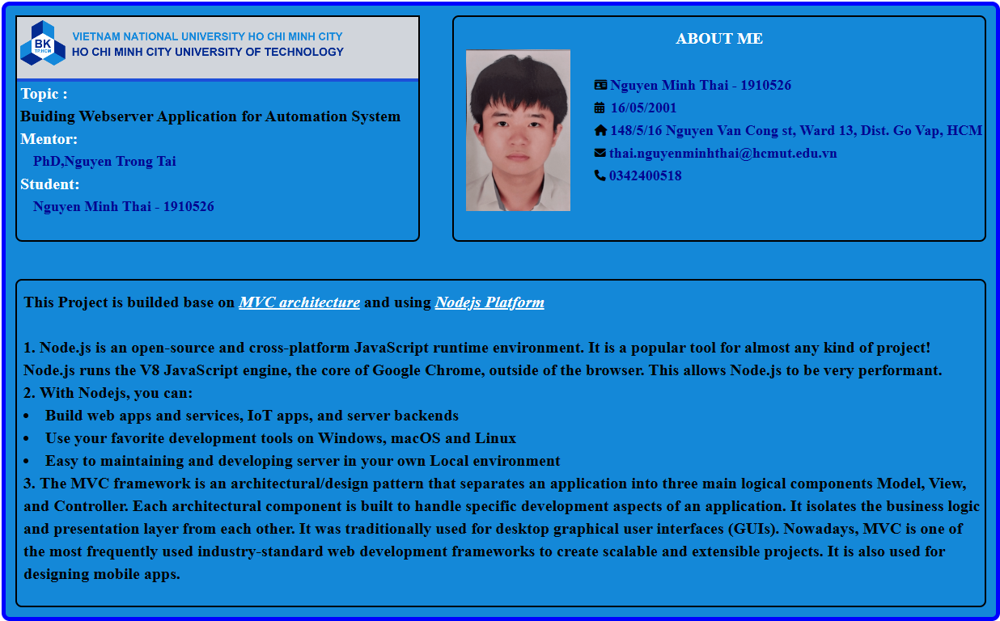 BK
TP.HCM
VIETNAM NATIONAL UNIVERSITY HO CHI MINH CITY
HO CHI MINH CITY UNIVERSITY OF TECHNOLOGY
Topic :
Buiding Webserver Application for Automation System
Mentor:
PhD,Nguyen Trong Tai
Student:
Nguyen Minh Thai - 1910526
ABOUT ME
Nguyen Minh Thai - 1910526
16/05/2001
148/5/16 Nguyen Van Cong st, Ward 13, Dist. Go Vap, HCM
thai.nguyenminhthai@hcmut.edu.vn
0342400518
This Project is builded base on MVC architecture and using Nodejs Platform
1. Node.js is an open-source and cross-platform JavaScript runtime environment. It is a popular tool for almost any kind of project!
Node.js runs the V8 JavaScript engine, the core of Google Chrome, outside of the browser. This allows Node.js to be very performant.
2. With Nodejs, you can:
• Build web apps and services, IoT apps, and server backends
• Use your favorite development tools on Windows, macOS and Linux
• Easy to maintaining and developing server in your own Local environment
3. The MVC framework is an architectural/design pattern that separates an application into three main logical components Model, View,
and Controller. Each architectural component is built to handle specific development aspects of an application. It isolates the business logic
and presentation layer from each other. It was traditionally used for desktop graphical user interfaces (GUIs). Nowadays, MVC is one of
the most frequently used industry-standard web development frameworks to create scalable and extensible projects. It is also used for
designing mobile apps.